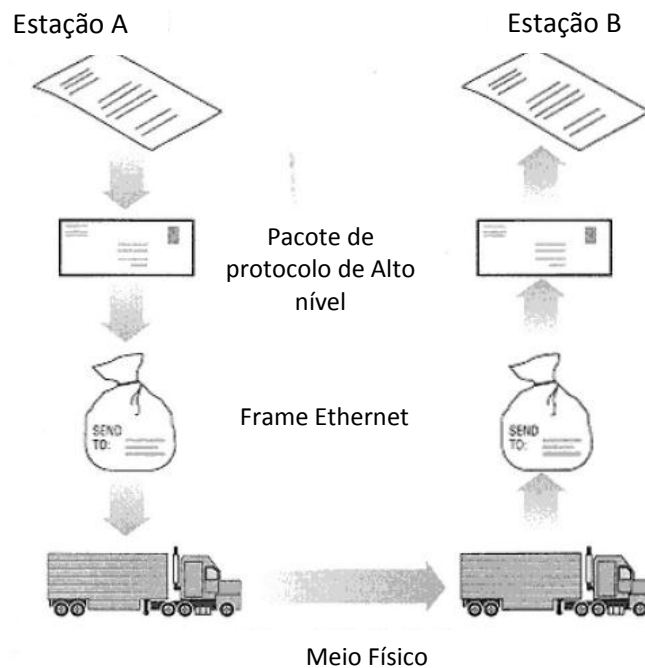 Estação A
Estação B
Pacote de
protocolo de Alto
nível
Frame Ethernet
SEND
TO:
SEND
TO:
Meio Físico